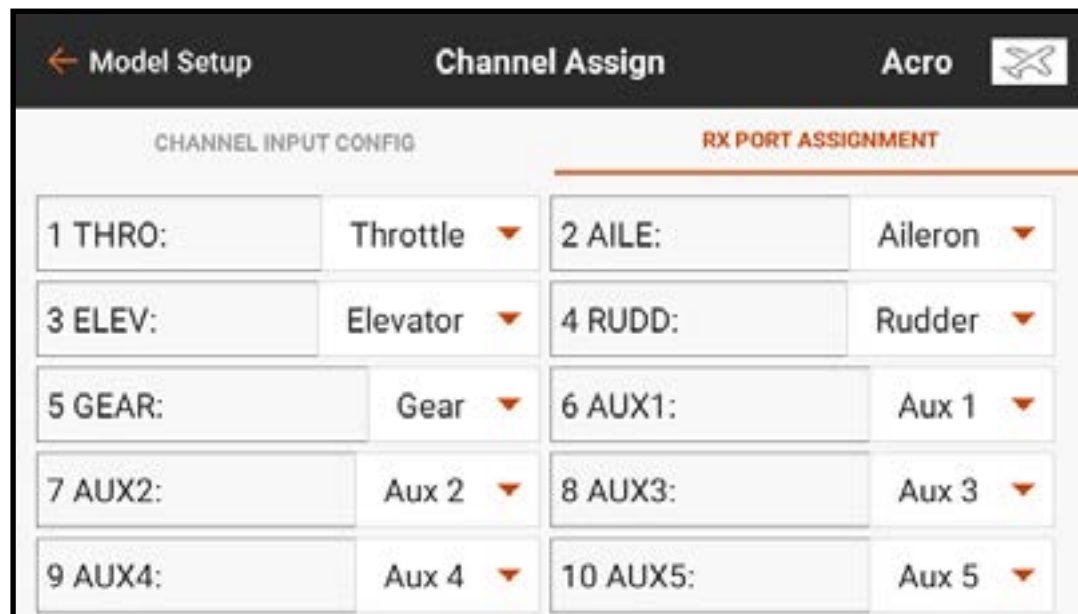 Model Setup Channel Assign Acro
CHANNEL INPUT CONFIG RX PORT ASSIGNMENT
1 THRO: Throttle 2 AILE: Aileron
3 ELEV: Elevator 4 RUDD: Rudder
5 GEAR: Gear 6 AUX1: Aux 1
7 AUX2: Aux 2 8 AUX3: Aux 3
9 AUX4: Aux 4 10 AUX5: Aux 5